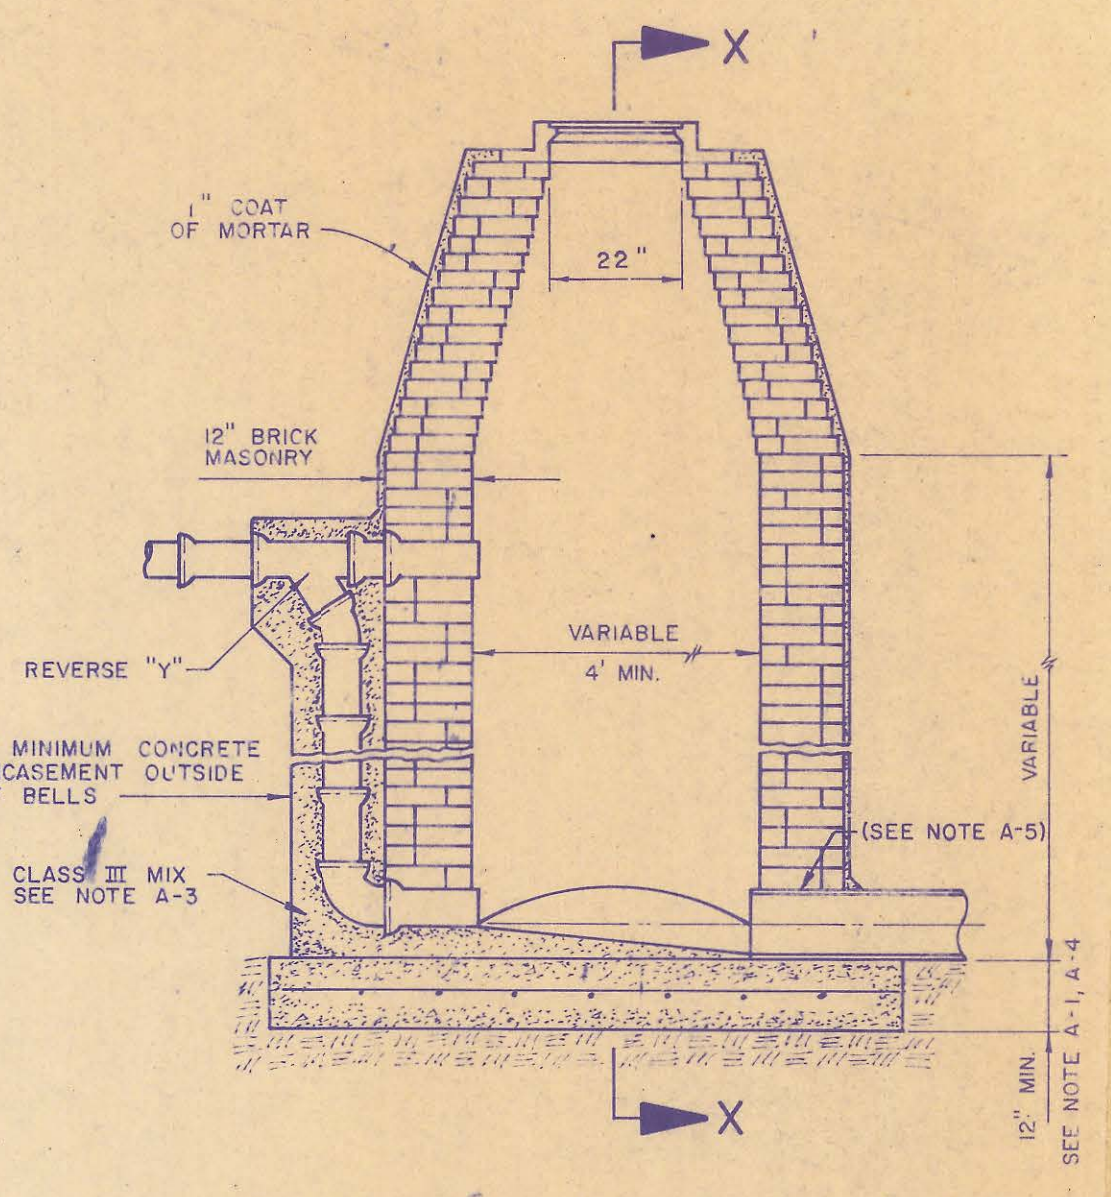 X
1" COAT
OF MORTAR
22"
12" BRICK
MASONRY
VARIABLE
4' MIN.
REVERSE "Y"
MINIMUM CONCRETE
CASEMENT OUTSIDE
BELLS
VARIABLE
(SEE NOTE A-5)
CLASS III MIX
SEE NOTE A-3
12" MIN.
SEE NOTE A-1, A-4
X